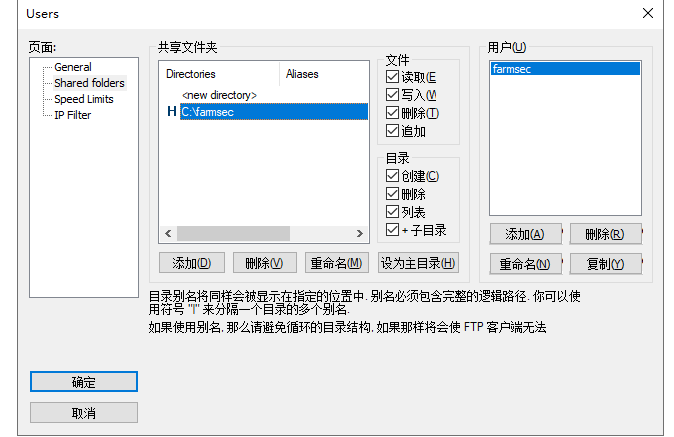 Users
页面:
General
Shared folders
Speed Limits
IP Filter
共享文件夹
Directories Aliases
<new directory>
H C:\farmsec
文件
读取(E
写入(W
删除(T)
追加
目录
创建(C)
删除
列表
+ 子目录
添加(D) 删除(V) 重命名(M) 设为主目录(H)
用户(U)
farmsec
添加(A) 删除(R)
重命名(N) 复制(Y)
目录别名将同样会被显示在指定的位置中. 别名必须包含完整的逻辑路径. 你可以使
用符号 "|" 来分隔一个目录的多个别名.
如果使用别名, 那么请避免循环的目录结构, 如果那样将会使 FTP 客户端无法
确定
取消